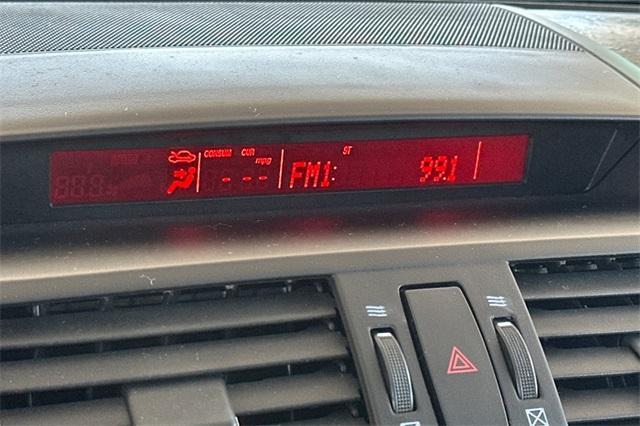 CONSUM CUR ST
- - - mpg FM1: 99.1